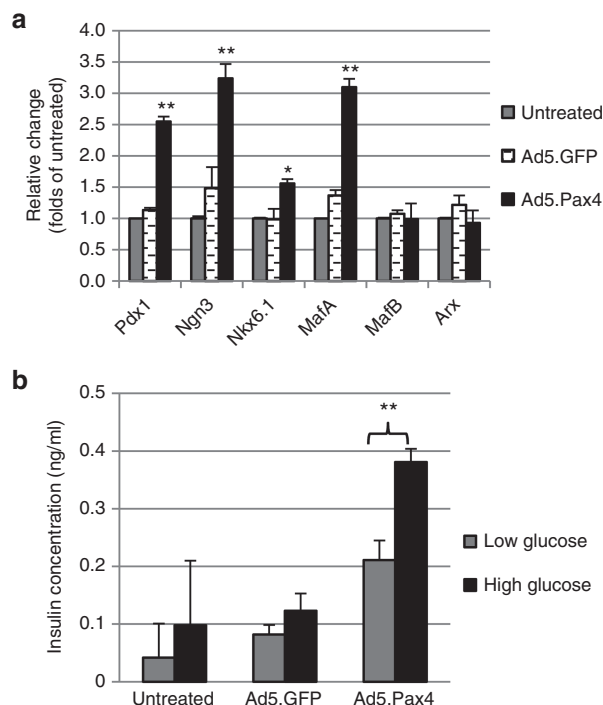 a
Relative change
(folds of untreated)
4.0
3.5
3.0
2.5
2.0
1.5
1.0
0.5
0.0
**
**
*
**
Pdx1
Ngn3
Nkx6.1
MafA
MafB
Arx
Untreated
Ad5.GFP
Ad5.Pax4
b
Insulin concentration (ng/ml)
0.5
0.4
0.3
0.2
0.1
0
**
Untreated
Ad5.GFP
Ad5.Pax4
Low glucose
High glucose